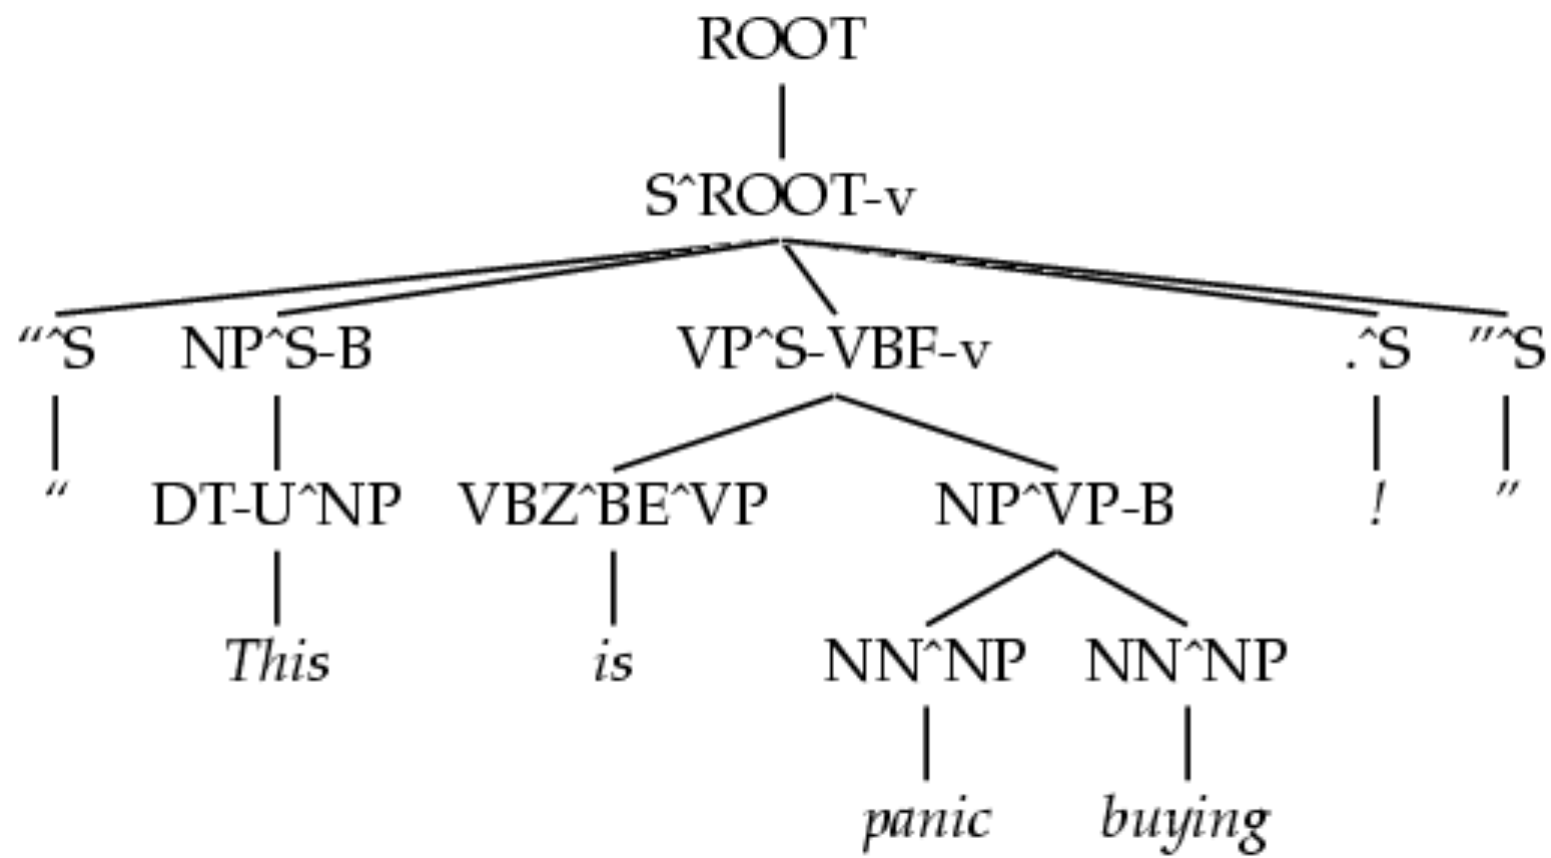 ROOT
S^ROOT-v
“^S NP^S-B VP^S-VBF-v .^S ”^S
“ DT-U^NP VBZ^BE^VP NP^VP-B ! ”
This is NN^NP NN^NP
panic buying